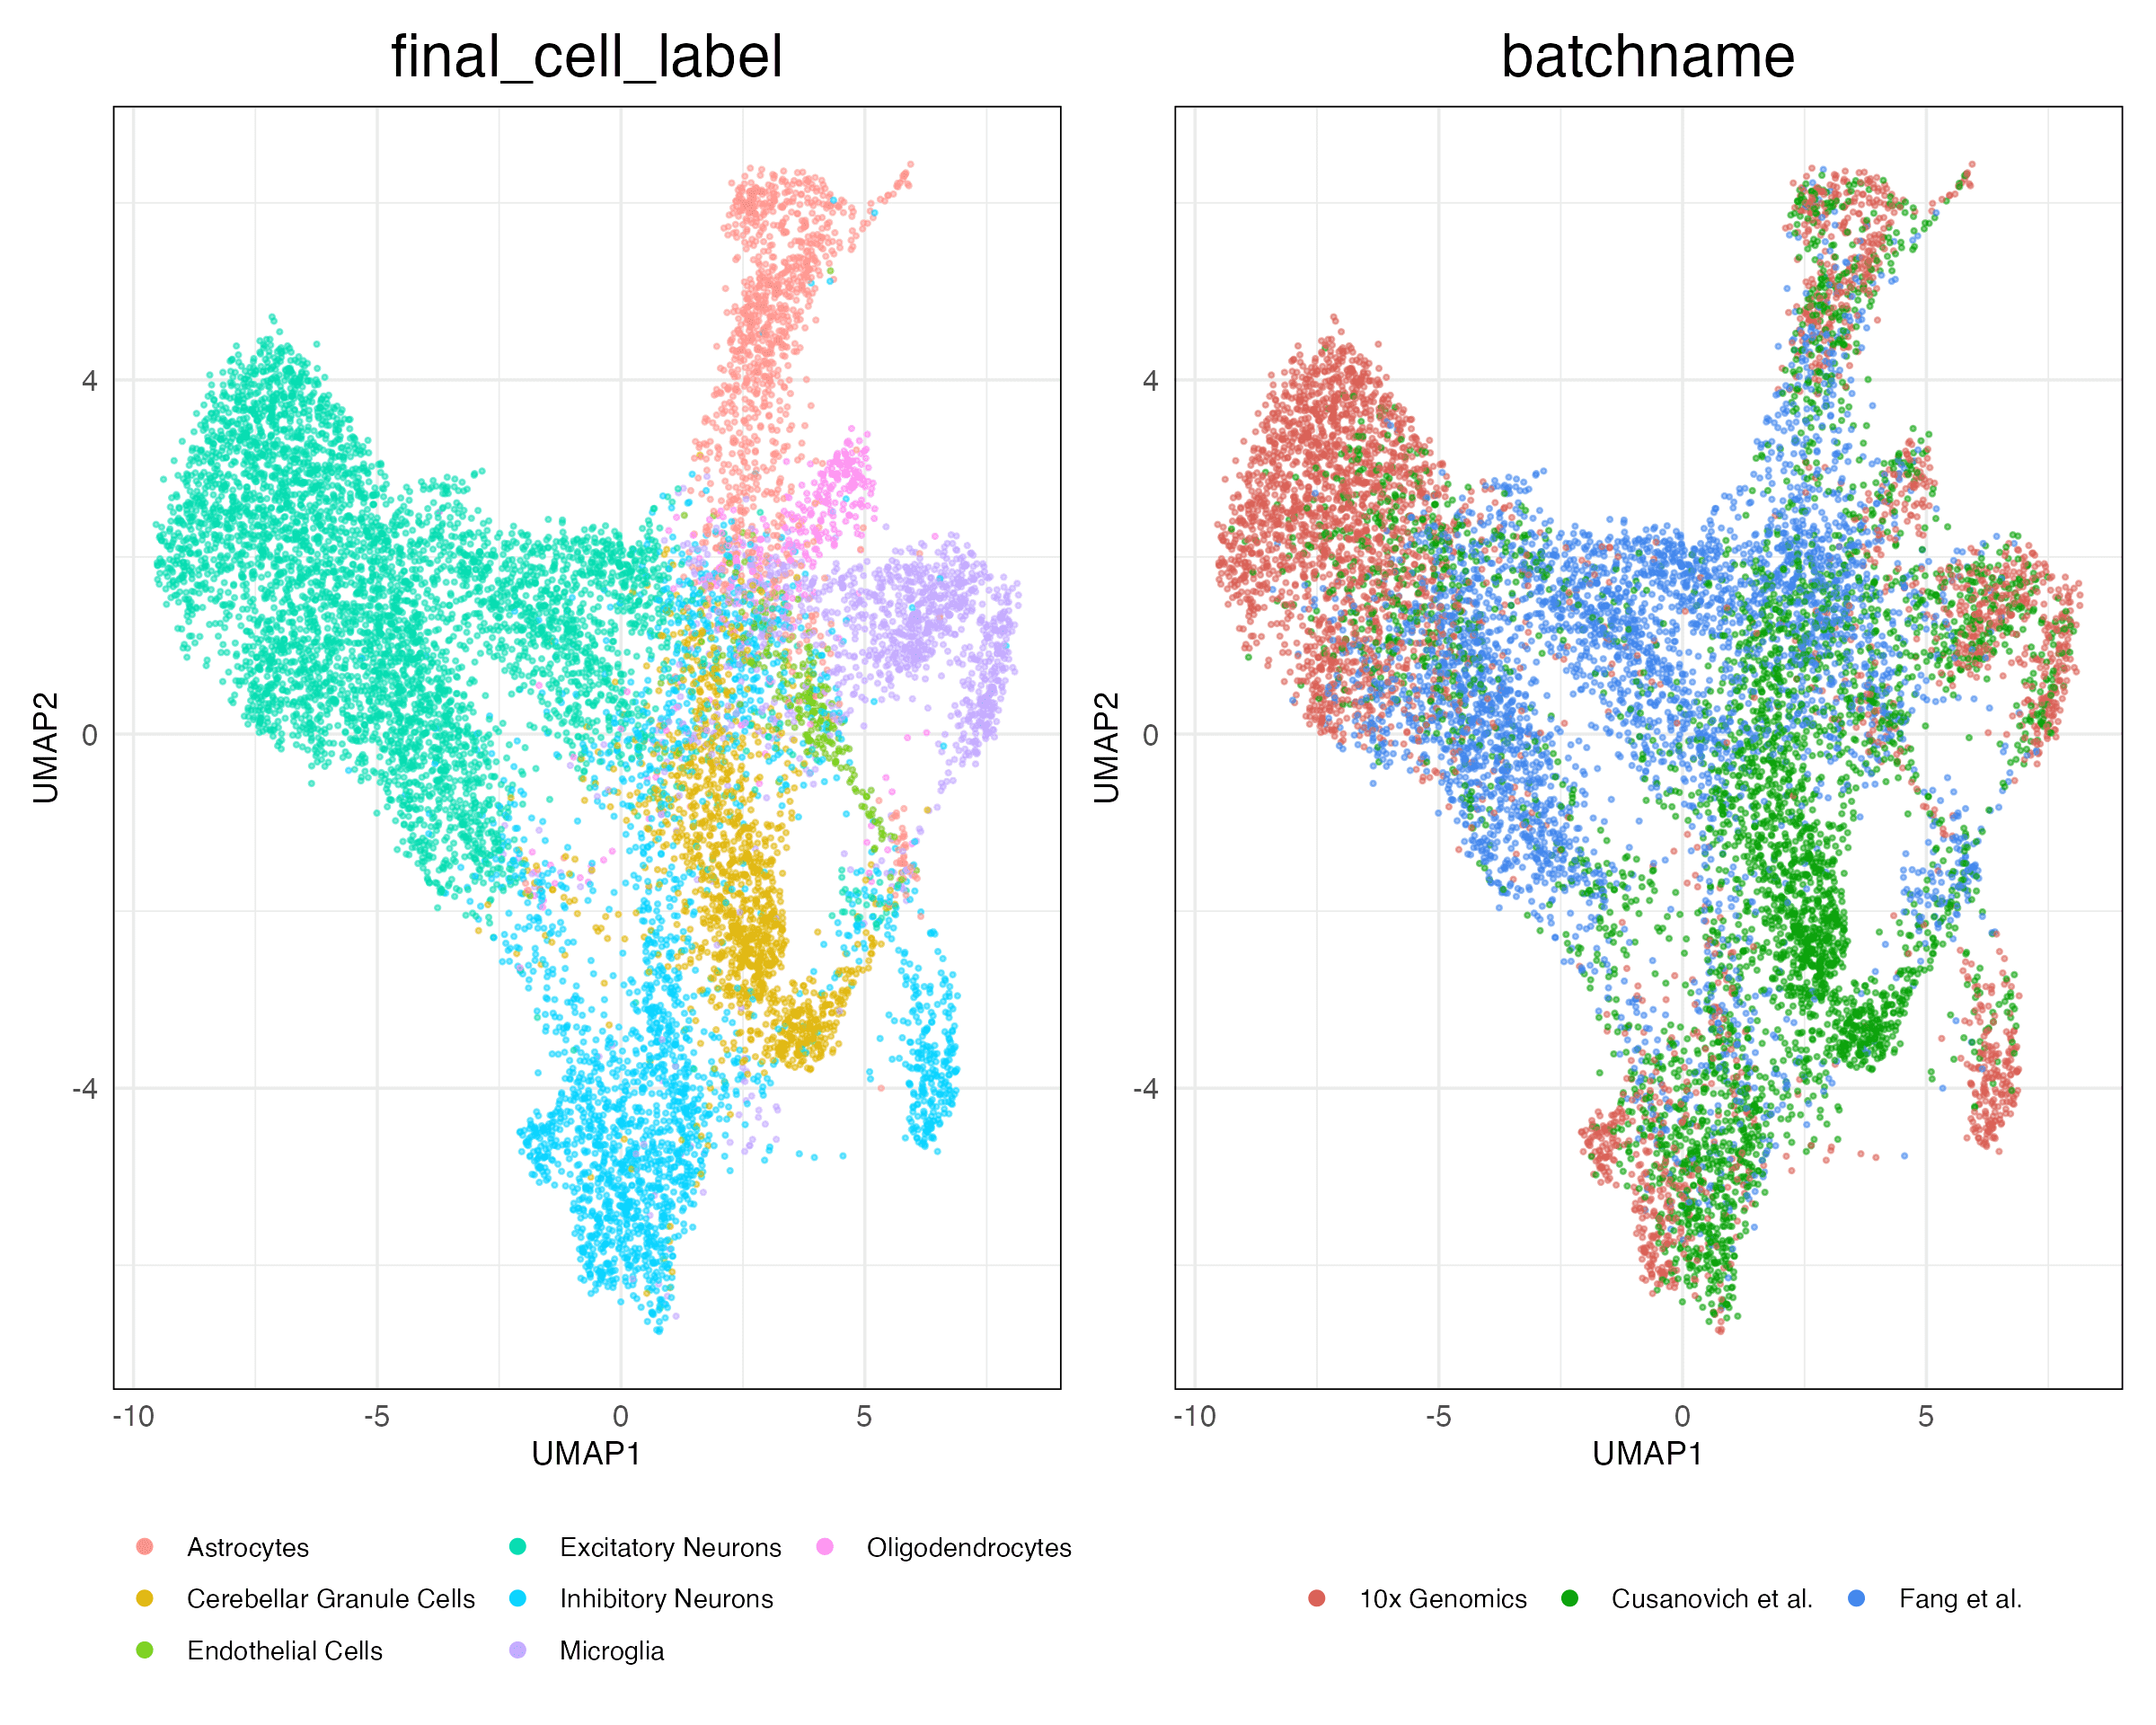 final_cell_label
batchname
4
0
-4
UMAP2
-10 -5 0 5
UMAP1
4
0
-4
UMAP2
-10 -5 0 5
UMAP1
Astrocytes
Cerebellar Granule Cells
Endothelial Cells
Excitatory Neurons
Inhibitory Neurons
Microglia
Oligodendrocytes
10x Genomics Cusanovich et al. Fang et al.